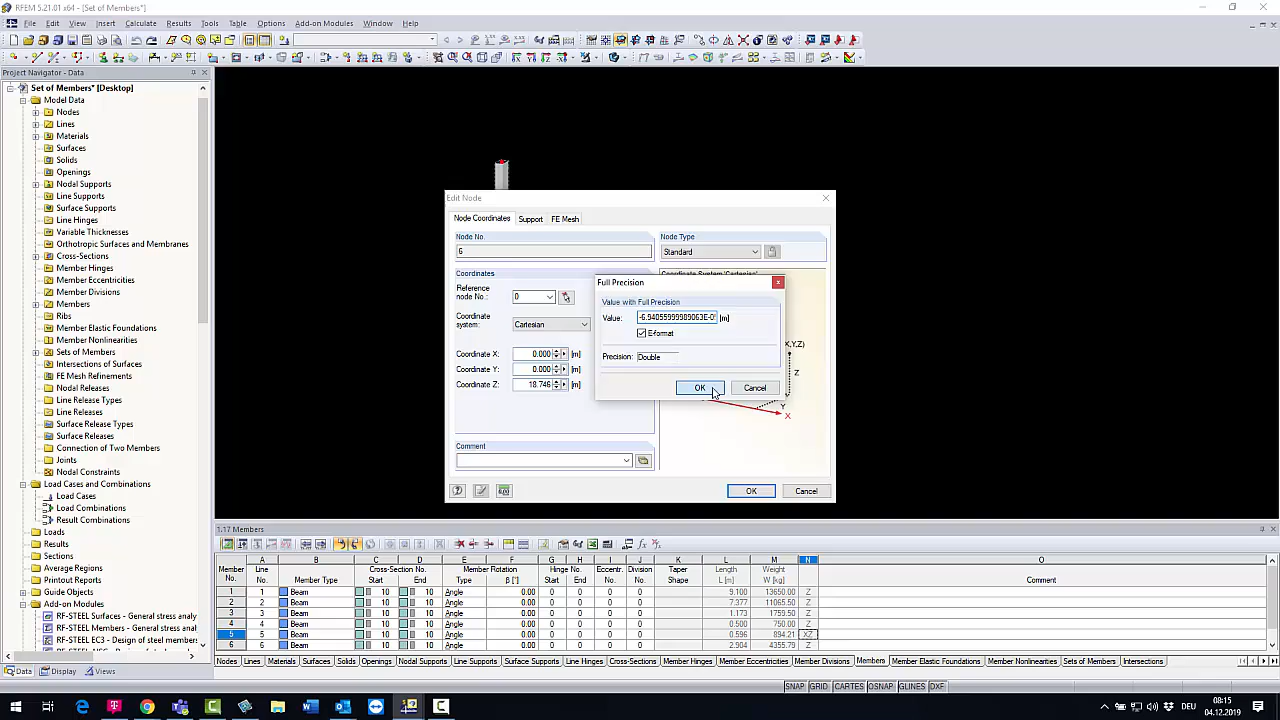 RFEM 5.21.01 x64 - [Set of Members*]
File Edit View Insert Calculate Results Tools Table Options Add-on Modules Window Help
Project Navigator - Data
Set of Members* [Desktop]
Model Data
Nodes
Lines
Materials
Surfaces
Solids
Openings
Nodal Supports
Line Supports
Surface Supports
Line Hinges
Variable Thicknesses
Orthotropic Surfaces and Membranes
Cross-Sections
Member Hinges
Member Eccentricities
Member Divisions
Members
Ribs
Member Elastic Foundations
Member Nonlinearities
Sets of Members
Intersections of Surfaces
FE Mesh Refinements
Nodal Releases
Line Release Types
Line Releases
Surface Release Types
Surface Releases
Connection of Two Members
Joints
Nodal Constraints
Load Cases and Combinations
Load Cases
Load Combinations
Result Combinations
Loads
Results
Sections
Average Regions
Printout Reports
Guide Objects
Add-on Modules
RF-STEEL Surfaces - General stress analy
RF-STEEL Members - General stress analy
RF-STEEL EC3 - Design of steel members
Data Display Views
Edit Node
Node Coordinates Support FE Mesh
Node No.
6
Node Type
Standard
Coordinates
Reference node No.: 0
Coordinate system: Cartesian
Coordinate X: 0.000 [m]
Coordinate Y: 0.000 [m]
Coordinate Z: 18.746 [m]
Coordinate System 'Cartesian'
X,Y,Z)
Z
Y
X
Comment
OK Cancel
Full Precision
Value with Full Precision
Value: -6.94055999989063E-0 [m]
E-format
Precision: Double
OK Cancel
1.17 Members
A B C D E F G H I J K L M N O
Member No. Line No. Member Type Cross-Section No. Start End Member Rotation Type β [°] Hinge No. Start End Eccentr. No. Division No. Taper Shape Length L [m] Weight W [kg] Comment
1 1 Beam 10 10 Angle 0.00 0 0 0 0 9.100 13650.00 Z
2 2 Beam 10 10 Angle 0.00 0 0 0 0 7.377 11065.50 Z
3 3 Beam 10 10 Angle 0.00 0 0 0 0 1.173 1759.50 Z
4 4 Beam 10 10 Angle 0.00 0 0 0 0 0.500 750.00 Z
5 5 Beam 10 10 Angle 0.00 0 0 0 0 0.596 894.21 XZ
6 6 Beam 10 10 Angle 0.00 0 0 0 0 2.904 4355.79 Z
Nodes Lines Materials Surfaces Solids Openings Nodal Supports Line Supports Surface Supports Line Hinges Cross-Sections Member Hinges Member Eccentricities Member Divisions Members Member Elastic Foundations Member Nonlinearities Sets of Members Intersections
SNAP GRID CARTES OSNAP GLINES DXF
DEU 08:15
04.12.2019